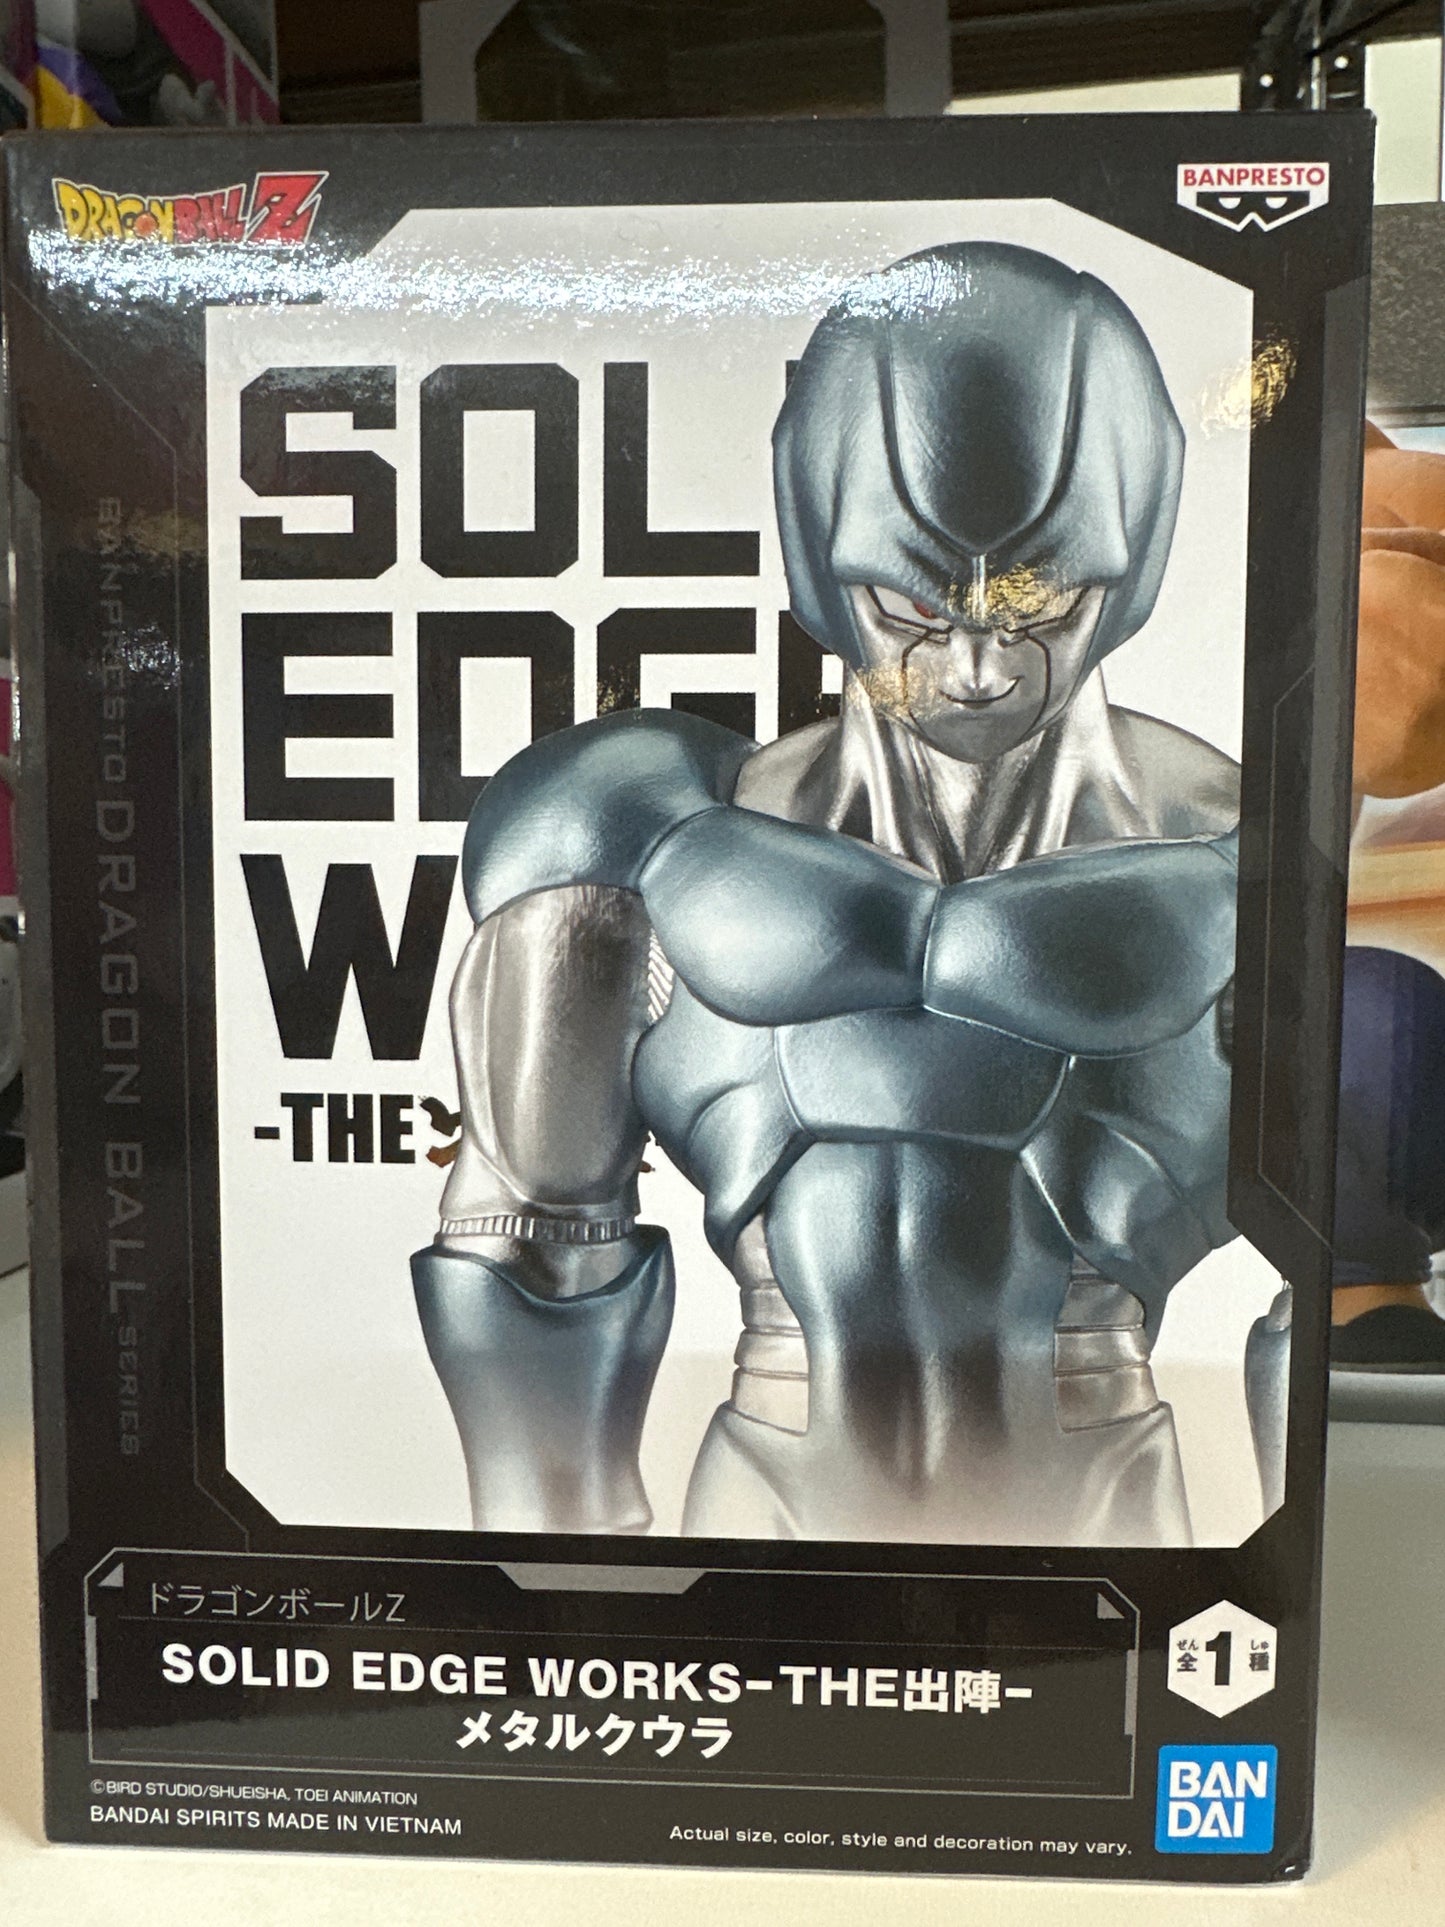 DRAGON BALL Z
BANPRESTO
SOLI
EDGE
W
-THE
BANPRESTO DRAGON BALL SERIES
ドラゴンボールZ
SOLID EDGE WORKS-THE出陣-
メタルクウラ
ぜん しゅ
全1種
©BIRD STUDIO/SHUEISHA, TOEI ANIMATION
BANDAI SPIRITS MADE IN VIETNAM
Actual size, color, style and decoration may vary.
BAN
DAI